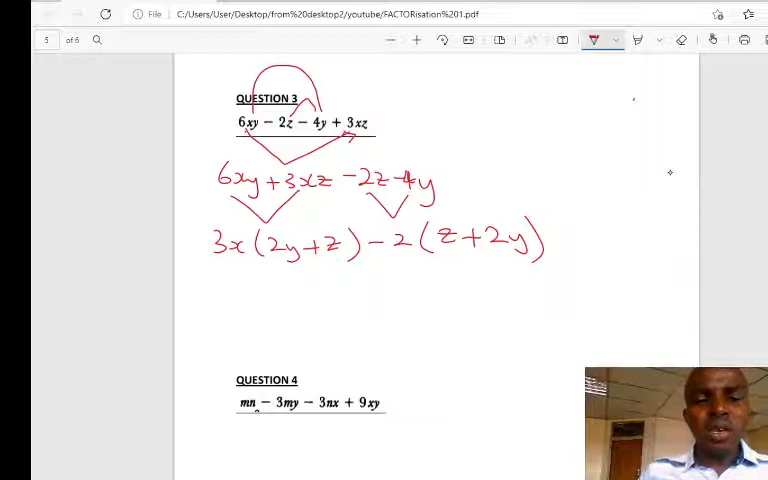 File
C:/Users/User/Desktop/from%20desktop2/youtube/FACTORisation%201.pdf
5 of 6
QUESTION 3
6xy − 2z − 4y + 3xz
6xy + 3xz − 2z − 4y
3x (2y + z) − 2 (z + 2y)
QUESTION 4
mn − 3my − 3nx + 9xy